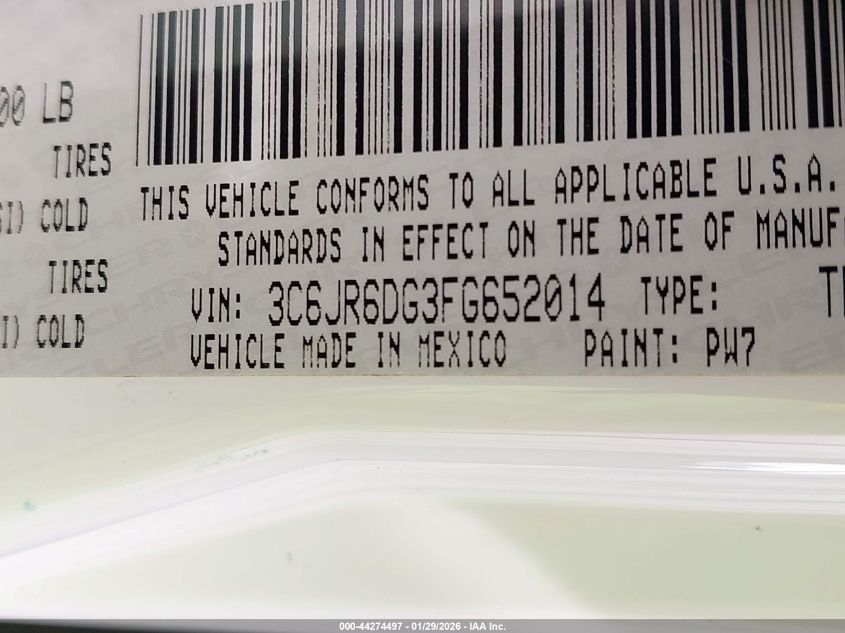 00 LB
TIRES
SI) COLD
TIRES
I) COLD
THIS VEHICLE CONFORMS TO ALL APPLICABLE U.S.A.
STANDARDS IN EFFECT ON THE DATE OF MANUF
VIN: 3C6JR6DG3FG652014 TYPE: T
VEHICLE MADE IN MEXICO PAINT: PW7
000-44274497 - 01/29/2026 - IAA Inc.